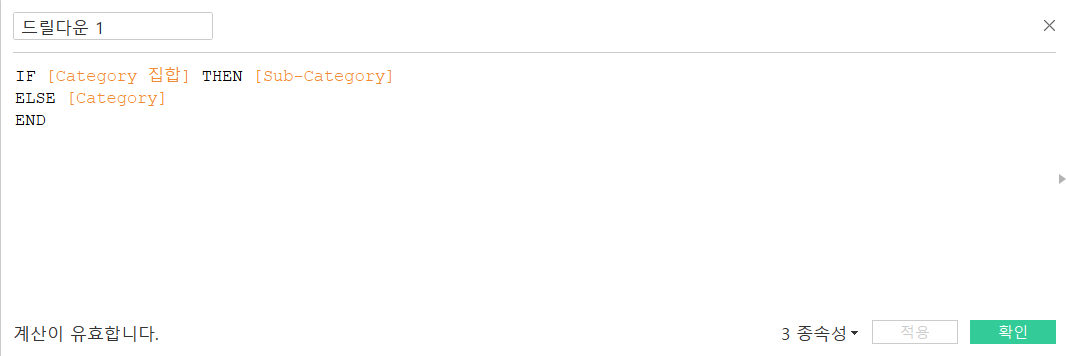 드릴다운 1
IF [Category 집합] THEN [Sub-Category]
ELSE [Category]
END
계산이 유효합니다.
3 종속성
적용
확인